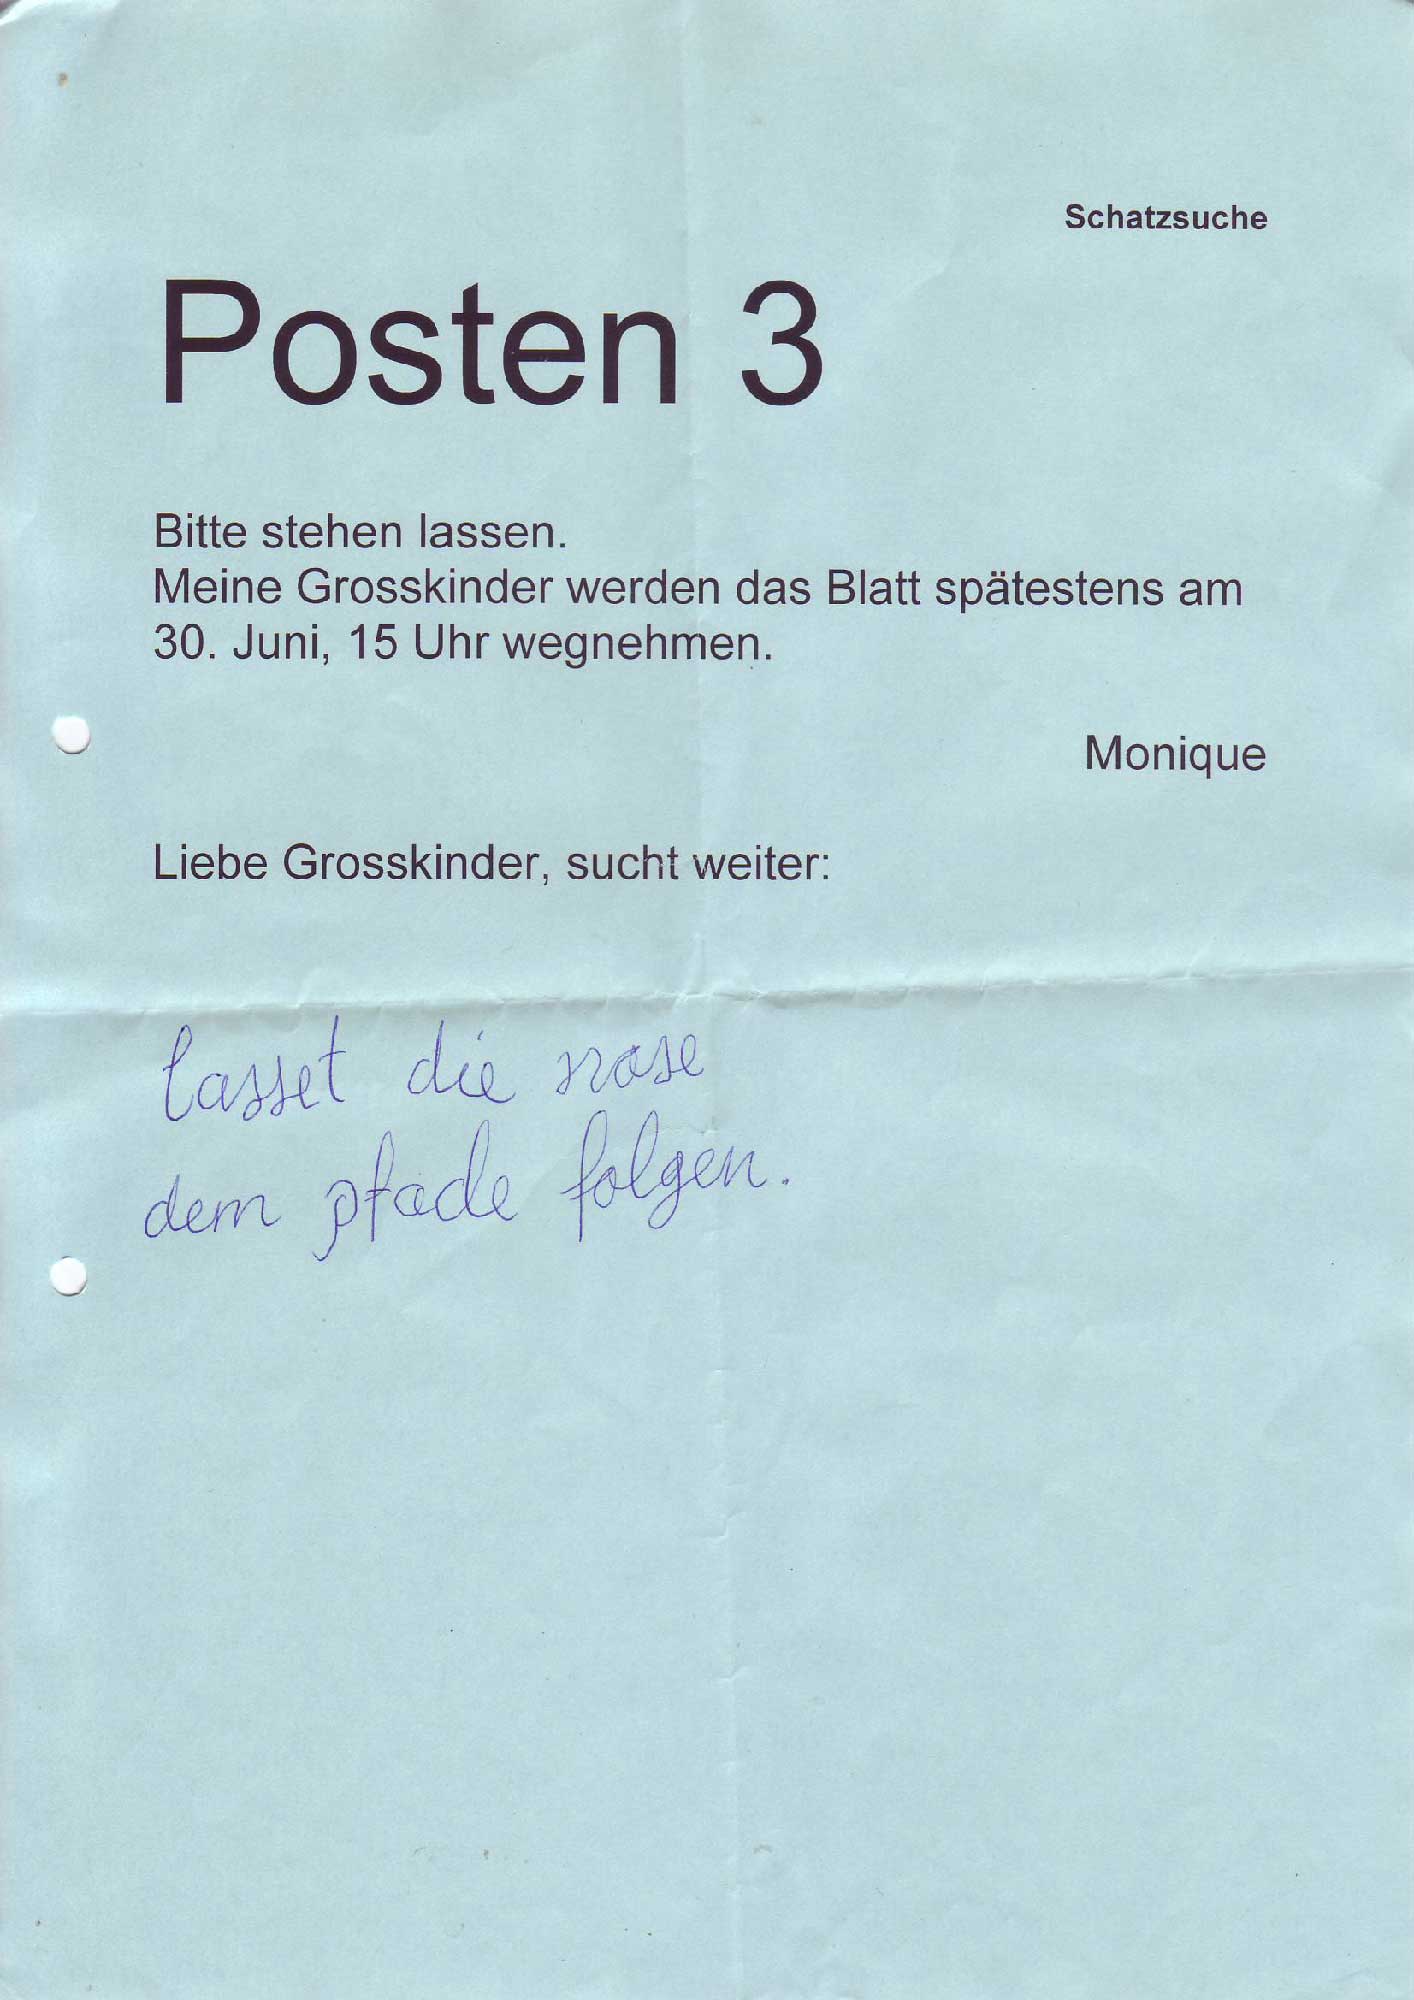 Schatzsuche
Posten 3
Bitte stehen lassen.
Meine Grosskinder werden das Blatt spätestens am
30. Juni, 15 Uhr wegnehmen.
Monique
Liebe Grosskinder, sucht weiter:
lasset die nase
dem pfade folgen.